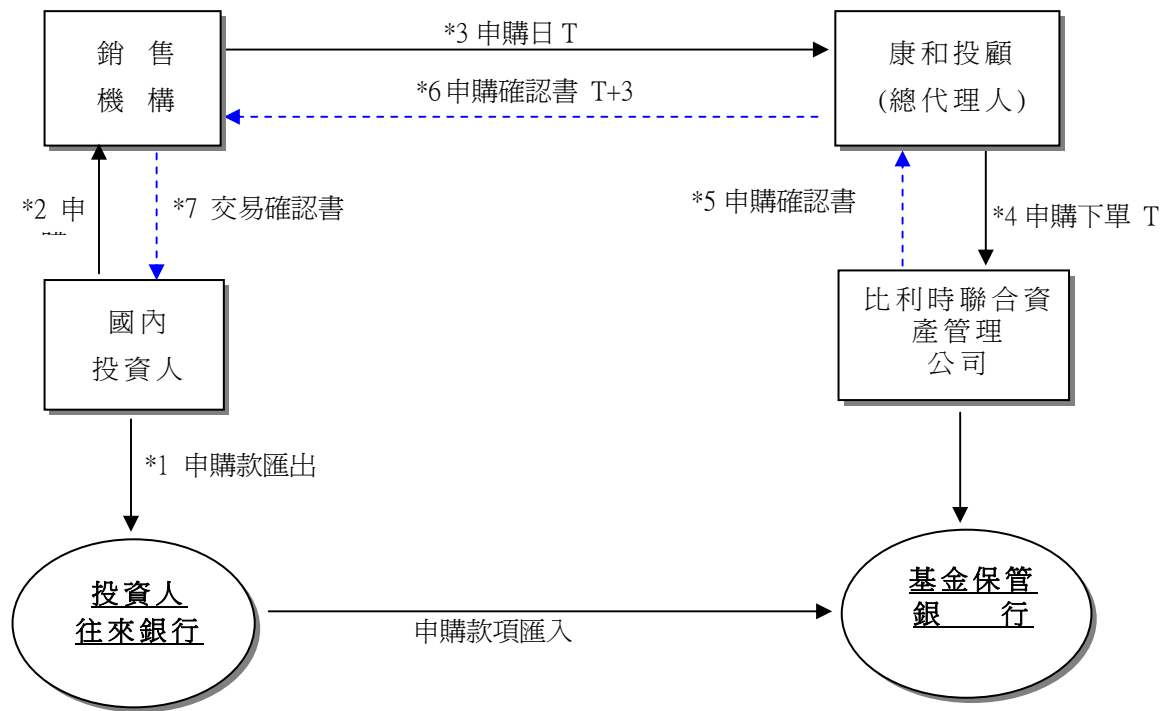 銷 售
機 構
*3 申購日 T
康和投顧
(總代理人)
*6 申購確認書 T+3
*2 申
*7 交易確認書
*5 申購確認書
*4 申購下單 T
國內
投資人
比利時聯合資
產管理
公司
*1 申購款匯出
投資人
往來銀行
申購款項匯入
基金保管
銀 行